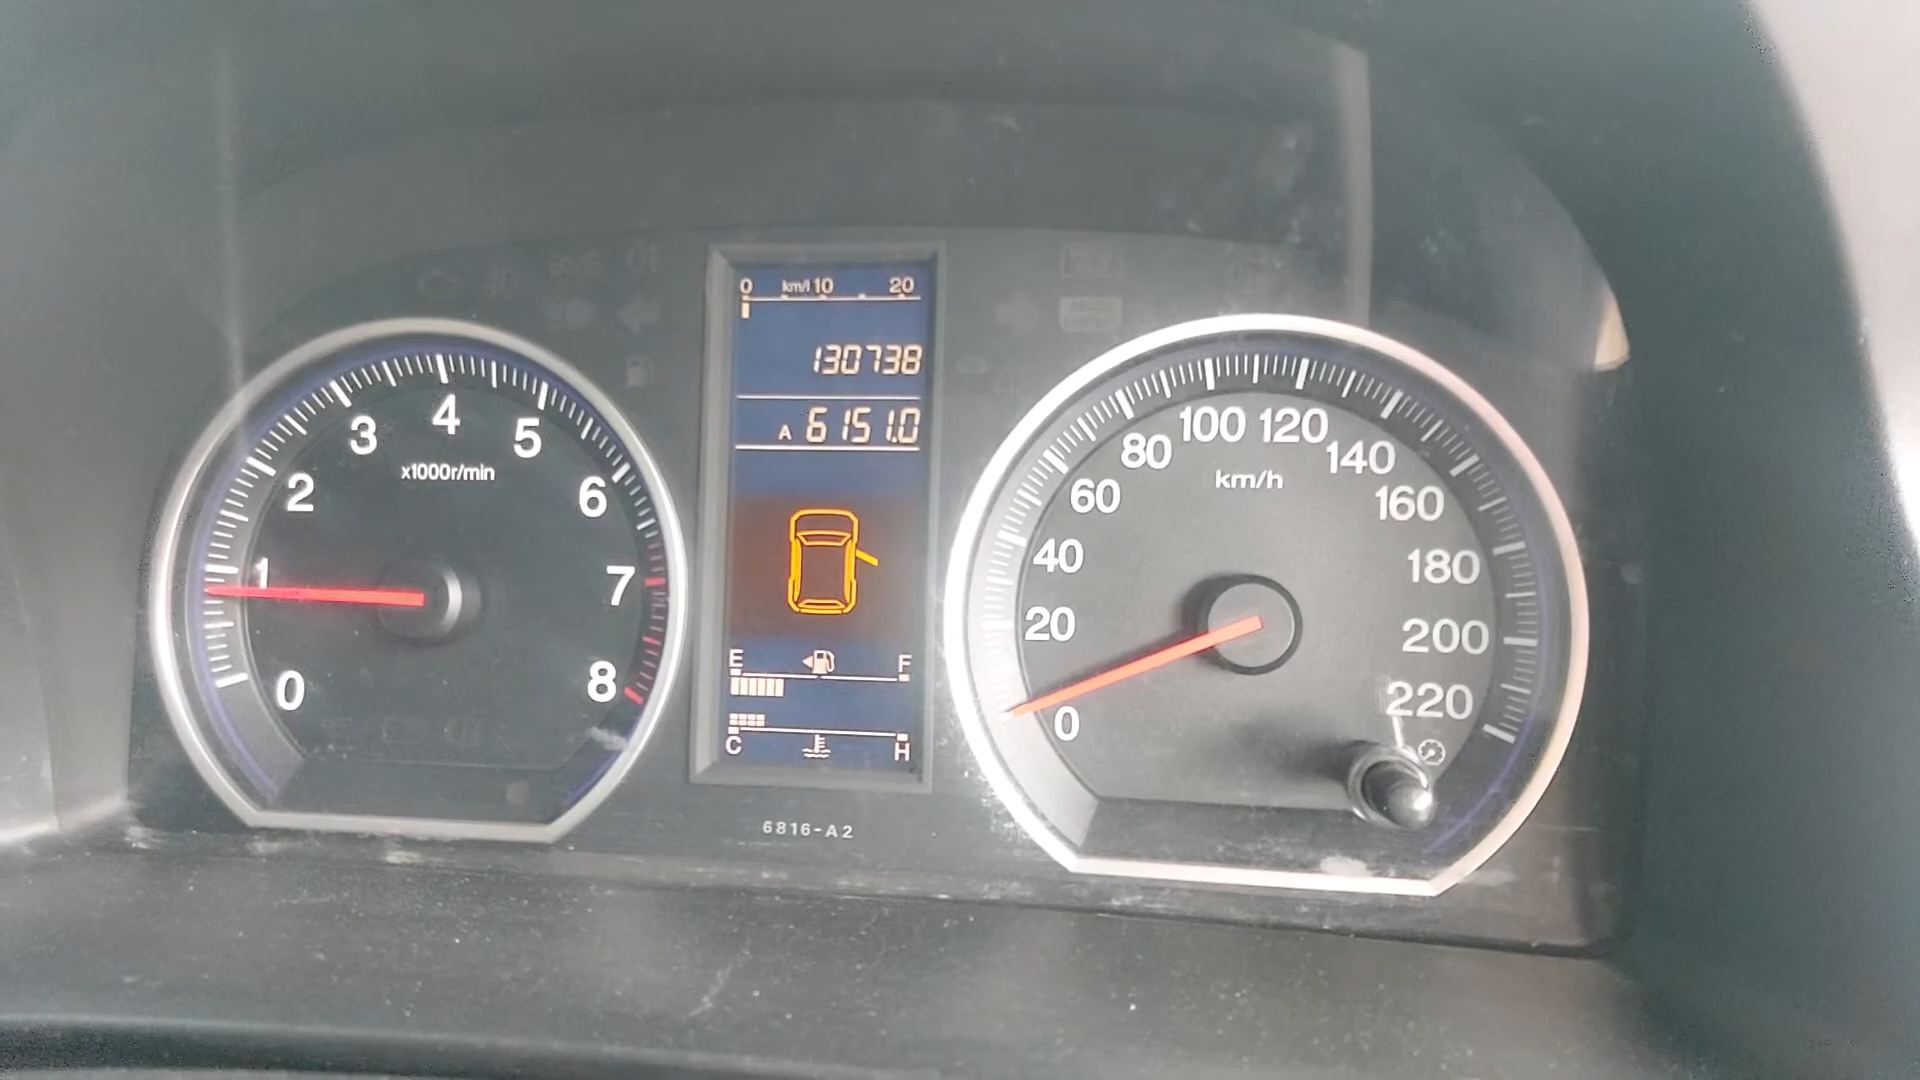 0 km/l 10 20
130738
A 6151.0
0 1 2 3 4 5 6 7 8
x1000r/min
0 20 40 60 80 100 120 140 160 180 200 220
km/h
E F
C H
6816-A2